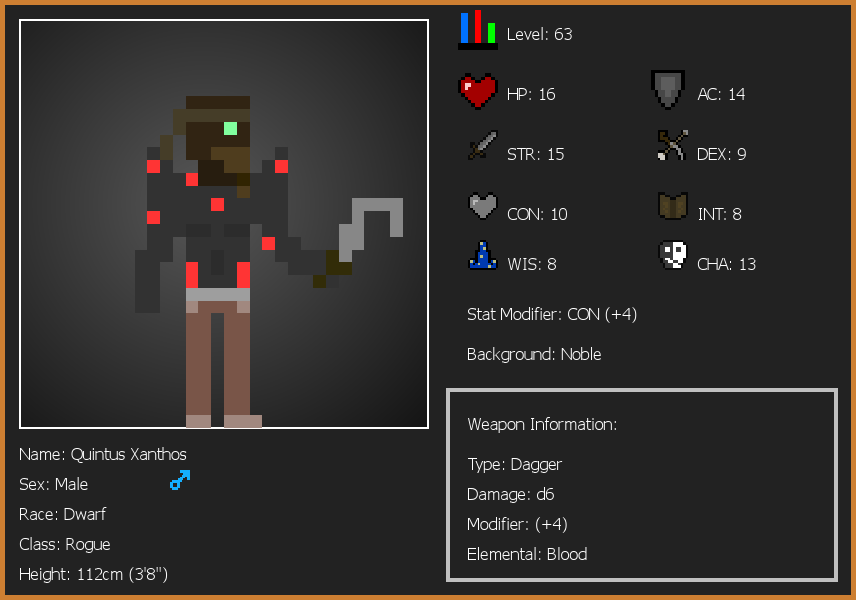 Level: 63
HP: 16
AC: 14
STR: 15
DEX: 9
CON: 10
INT: 8
WIS: 8
CHA: 13
Stat Modifier: CON (+4)
Background: Noble
Weapon Information:
Type: Dagger
Damage: d6
Modifier: (+4)
Elemental: Blood
Name: Quintus Xanthos
Sex: Male
Race: Dwarf
Class: Rogue
Height: 112cm (3'8")